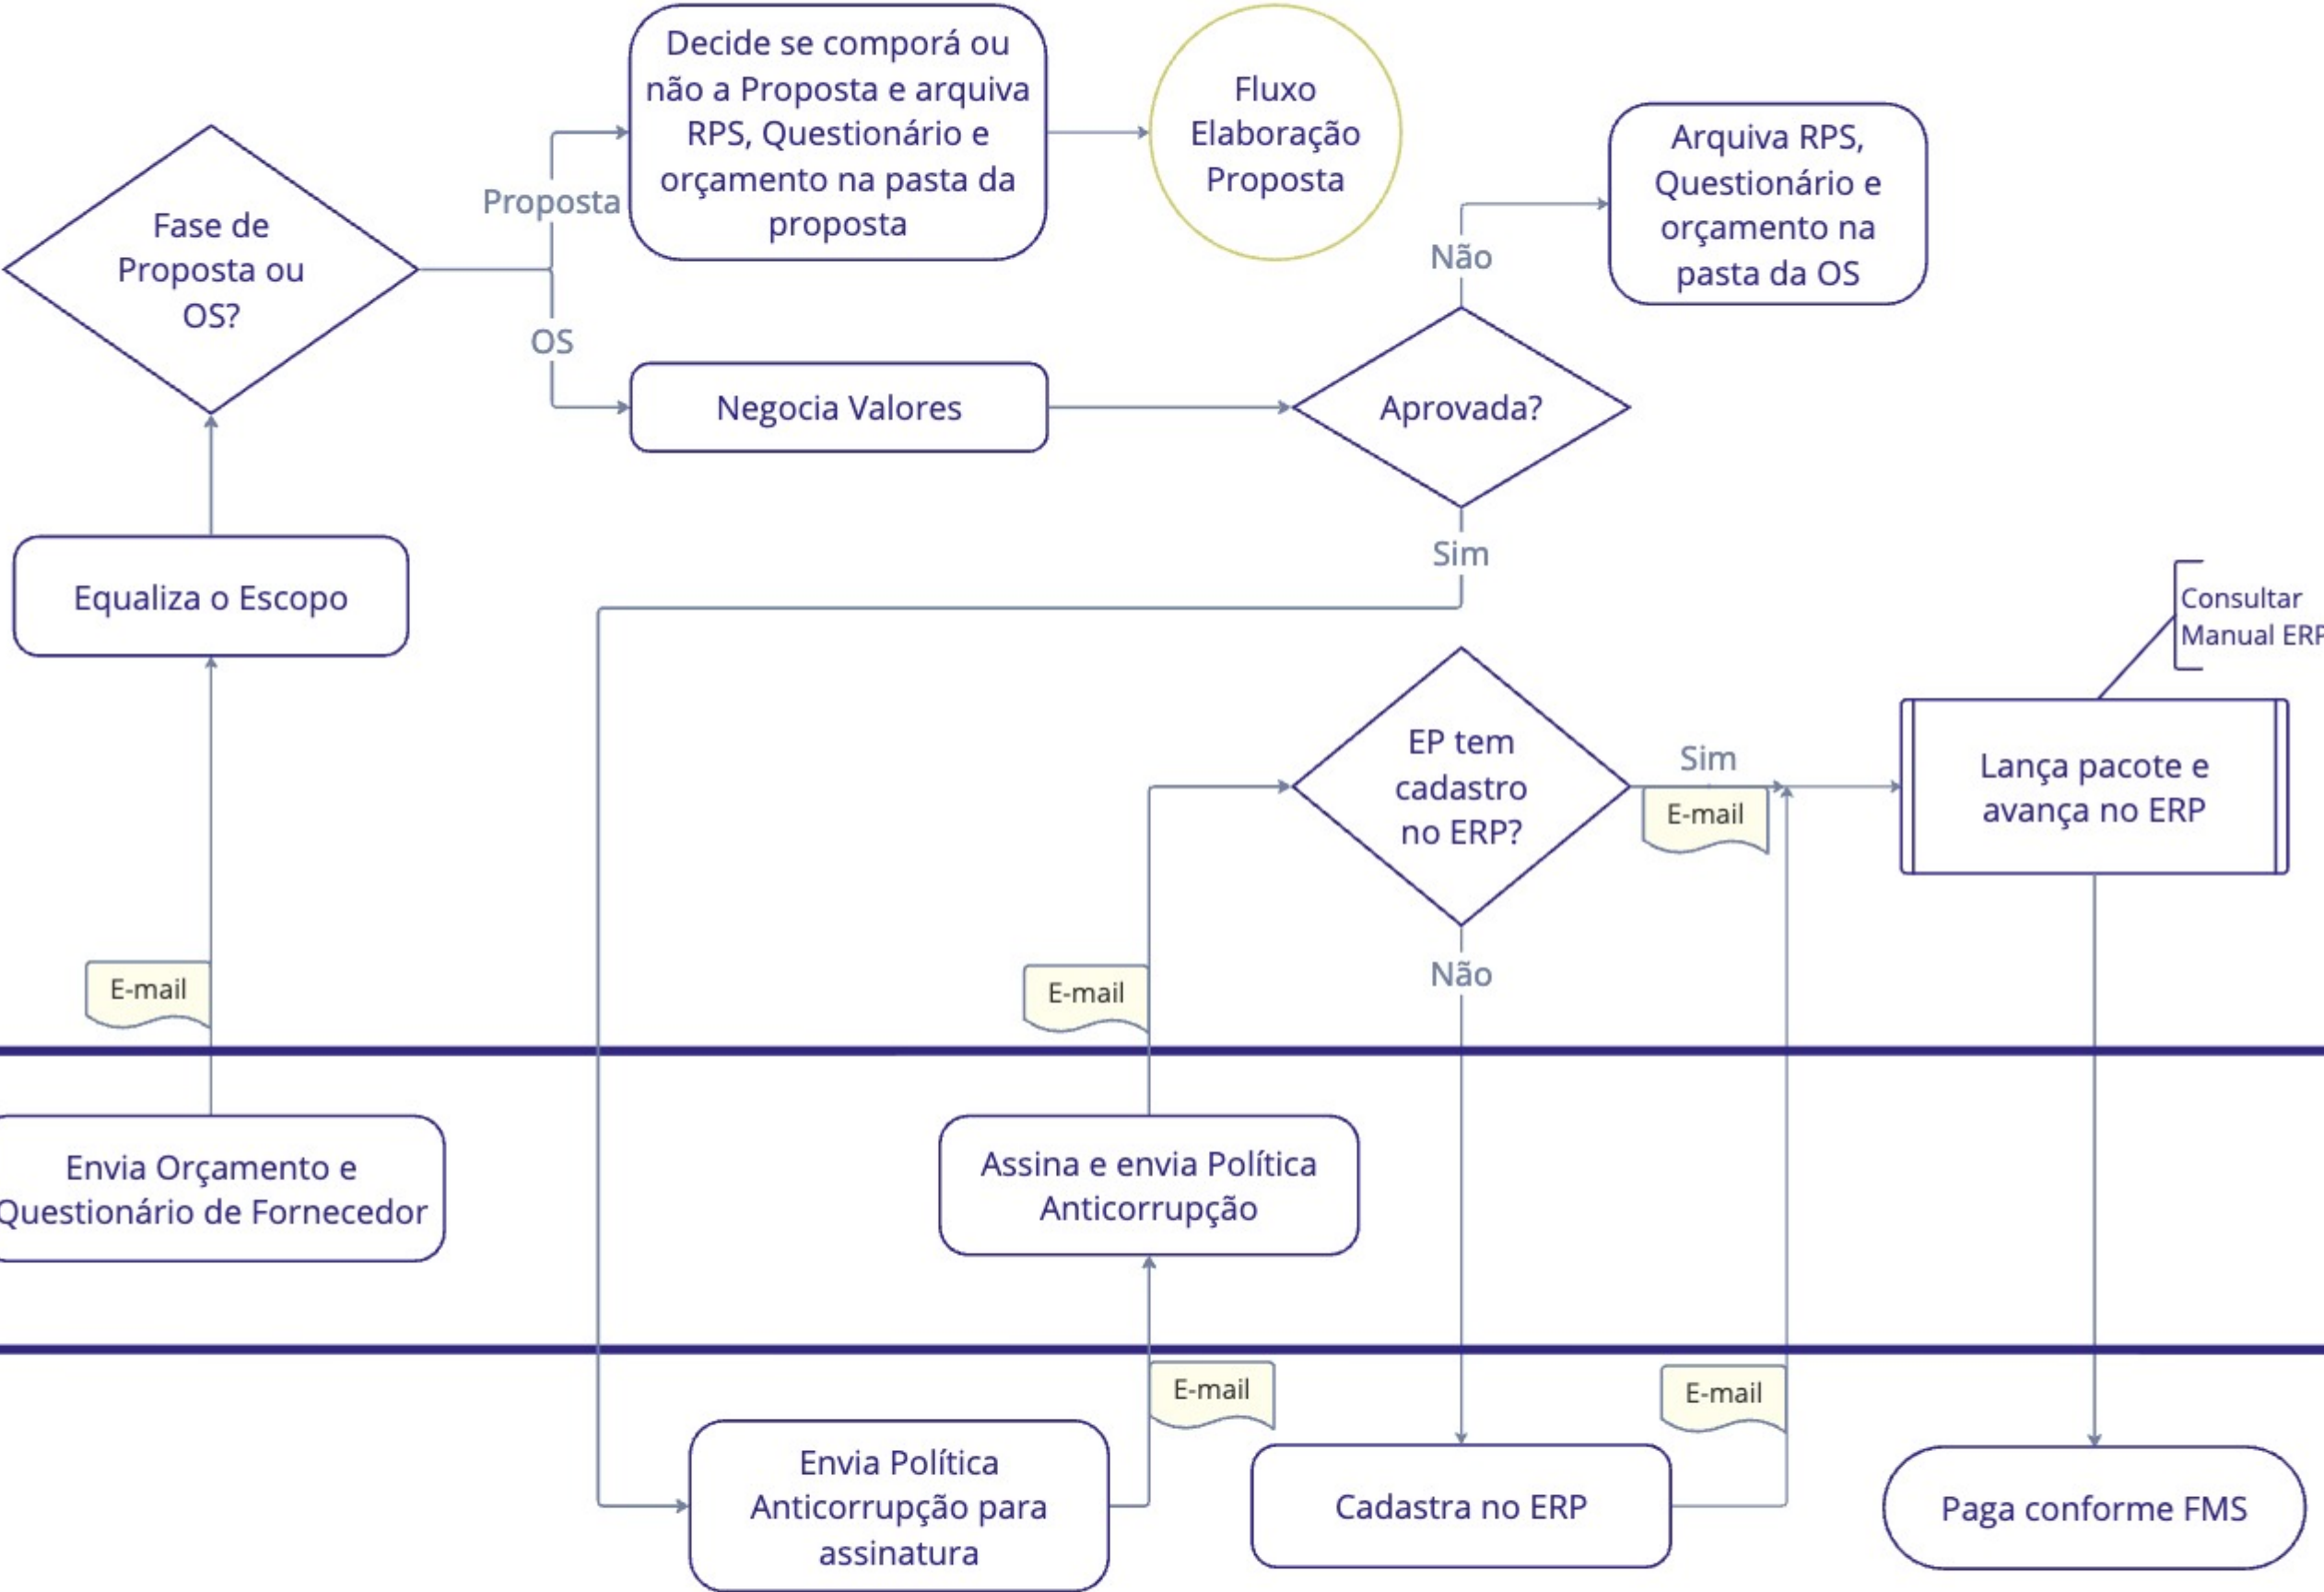 Decide se comporá ou
não a Proposta e arquiva
RPS, Questionário e
orçamento na pasta da
proposta
Fluxo
Elaboração
Proposta
Arquiva RPS,
Questionário e
orçamento na
pasta da OS
Fase de
Proposta ou
OS?
Proposta
OS
Não
Negocia Valores
Aprovada?
Sim
Equaliza o Escopo
Consultar
Manual ERP
EP tem
cadastro
no ERP?
Sim
E-mail
Lança pacote e
avança no ERP
Não
E-mail
E-mail
Envia Orçamento e
Questionário de Fornecedor
Assina e envia Política
Anticorrupção
E-mail
E-mail
Envia Política
Anticorrupção para
assinatura
Cadastra no ERP
Paga conforme FMS